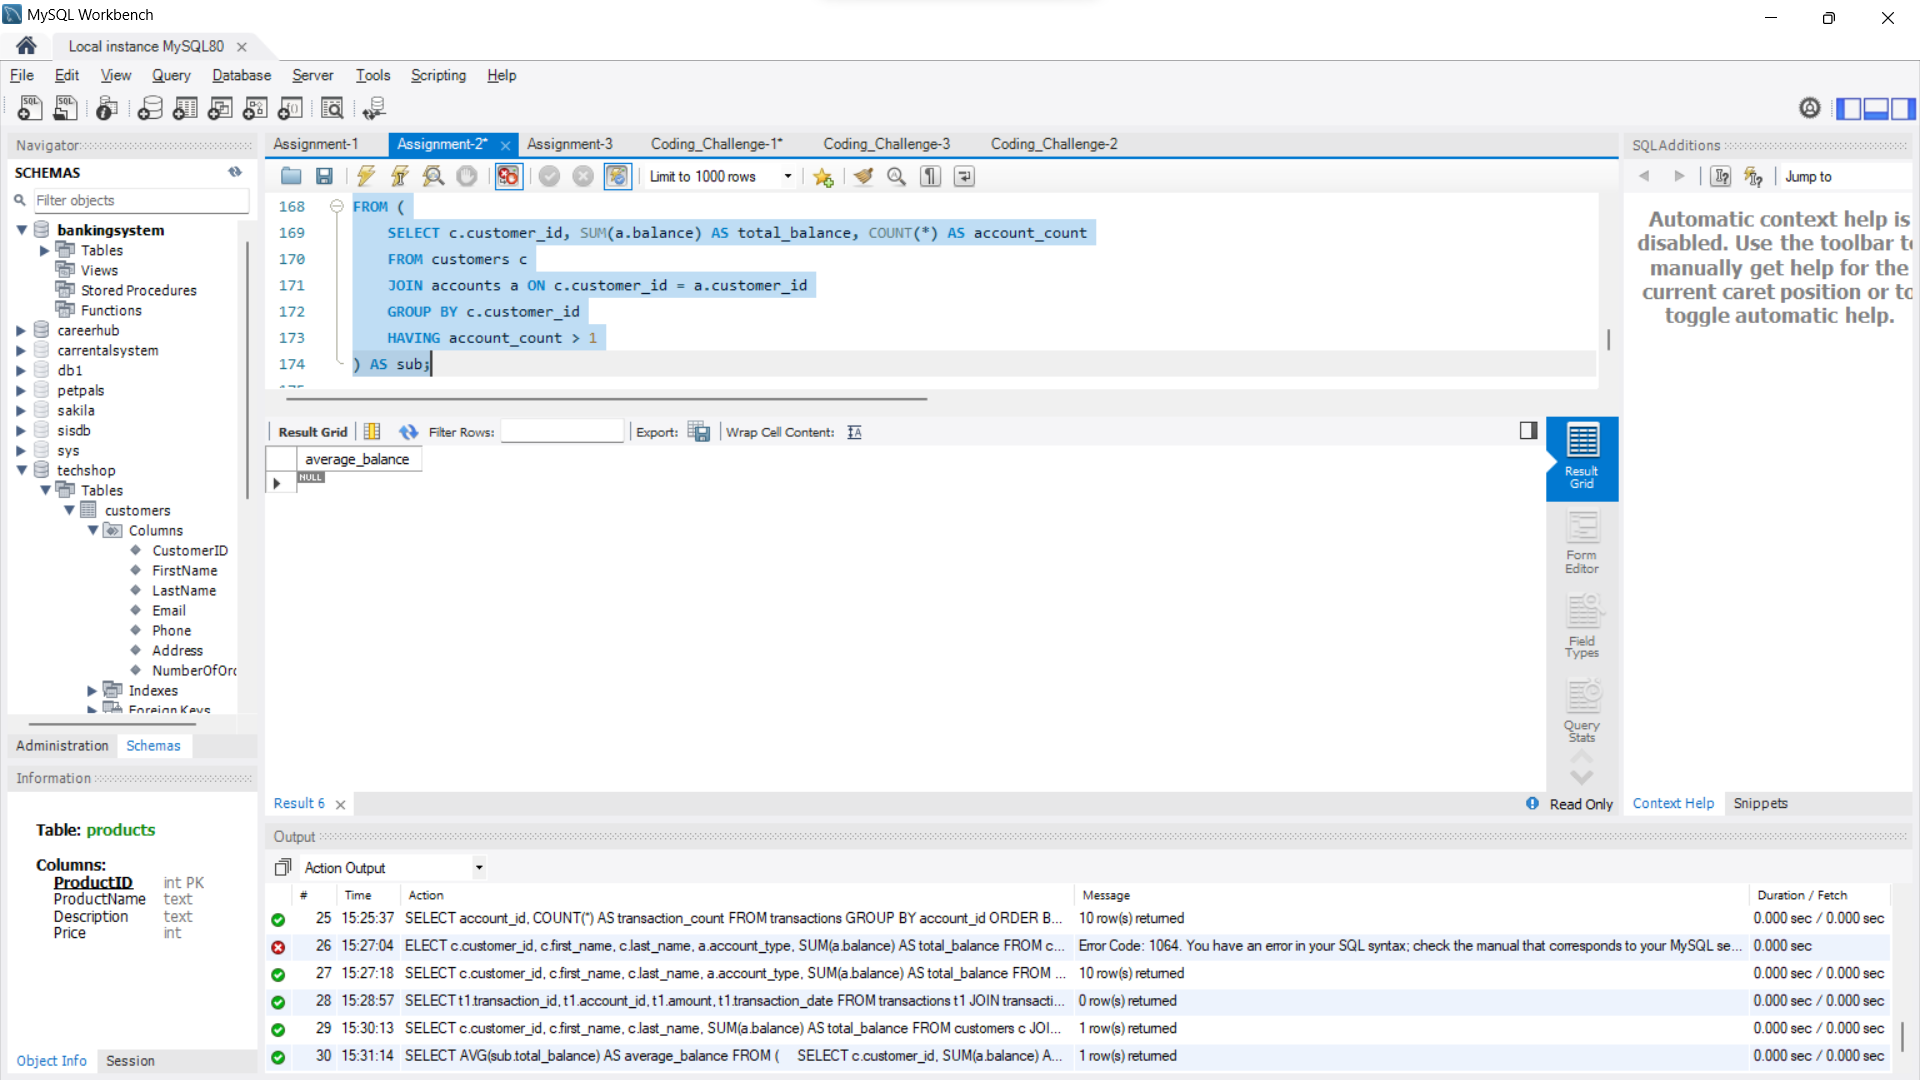 MySQL Workbench
Local instance MySQL80
File Edit View Query Database Server Tools Scripting Help
Navigator
SCHEMAS
Filter objects
bankingsystem
Tables
Views
Stored Procedures
Functions
careerhub
carrentalsystem
db1
petpals
sakila
sisdb
sys
techshop
Tables
customers
Columns
CustomerID
FirstName
LastName
Email
Phone
Address
NumberOfOrd
Indexes
Foreign Keys
Administration Schemas
Information
Table: products
Columns:
ProductID int PK
ProductName text
Description text
Price int
Object Info Session
Assignment-1 Assignment-2* Assignment-3 Coding_Challenge-1* Coding_Challenge-3 Coding_Challenge-2
Limit to 1000 rows
168 FROM (
169 SELECT c.customer_id, SUM(a.balance) AS total_balance, COUNT(*) AS account_count
170 FROM customers c
171 JOIN accounts a ON c.customer_id = a.customer_id
172 GROUP BY c.customer_id
173 HAVING account_count > 1
174 ) AS sub;
175
Result Grid Filter Rows: Export: Wrap Cell Content:
average_balance
NULL
Result Grid
Form Editor
Field Types
Query Stats
Result 6
Read Only
SQLAdditions
Jump to
Automatic context help is
disabled. Use the toolbar to
manually get help for the
current caret position or to
toggle automatic help.
Context Help Snippets
Output
Action Output
# Time Action Message Duration / Fetch
25 15:25:37 SELECT account_id, COUNT(*) AS transaction_count FROM transactions GROUP BY account_id ORDER B... 10 row(s) returned 0.000 sec / 0.000 sec
26 15:27:04 ELECT c.customer_id, c.first_name, c.last_name, a.account_type, SUM(a.balance) AS total_balance FROM c... Error Code: 1064. You have an error in your SQL syntax; check the manual that corresponds to your MySQL se... 0.000 sec
27 15:27:18 SELECT c.customer_id, c.first_name, c.last_name, a.account_type, SUM(a.balance) AS total_balance FROM ... 10 row(s) returned 0.000 sec / 0.000 sec
28 15:28:57 SELECT t1.transaction_id, t1.account_id, t1.amount, t1.transaction_date FROM transactions t1 JOIN transacti... 0 row(s) returned 0.000 sec / 0.000 sec
29 15:30:13 SELECT c.customer_id, c.first_name, c.last_name, SUM(a.balance) AS total_balance FROM customers c JOI... 1 row(s) returned 0.000 sec / 0.000 sec
30 15:31:14 SELECT AVG(sub.total_balance) AS average_balance FROM ( SELECT c.customer_id, SUM(a.balance) A... 1 row(s) returned 0.000 sec / 0.000 sec